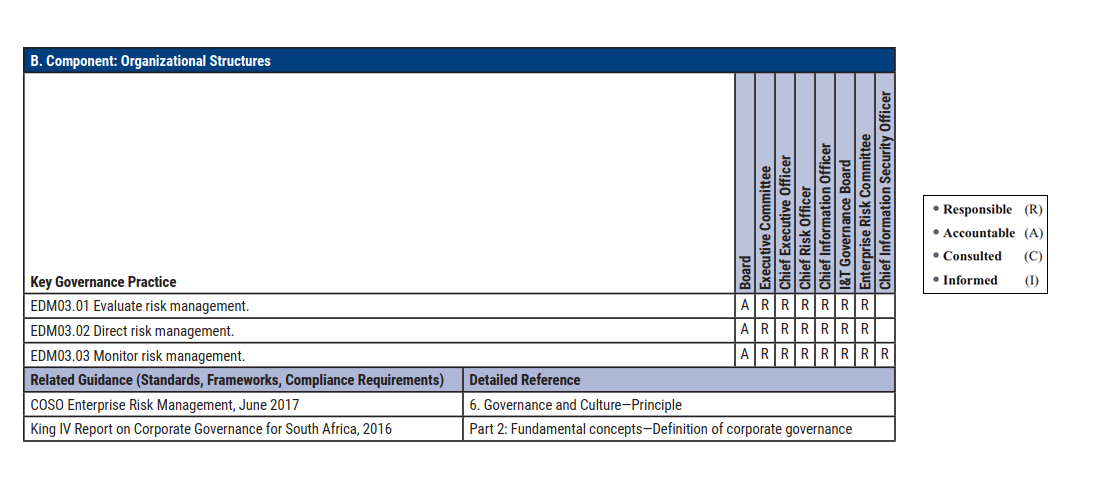 B. Component: Organizational Structures
Key Governance Practice
Board
Executive Committee
Chief Executive Officer
Chief Risk Officer
Chief Information Officer
I&T Governance Board
Enterprise Risk Committee
Chief Information Security Officer
EDM03.01 Evaluate risk management. A R R R R R R
EDM03.02 Direct risk management. A R R R R R R
EDM03.03 Monitor risk management. A R R R R R R R
Related Guidance (Standards, Frameworks, Compliance Requirements) Detailed Reference
COSO Enterprise Risk Management, June 2017 6. Governance and Culture—Principle
King IV Report on Corporate Governance for South Africa, 2016 Part 2: Fundamental concepts—Definition of corporate governance
• Responsible (R)
• Accountable (A)
• Consulted (C)
• Informed (I)